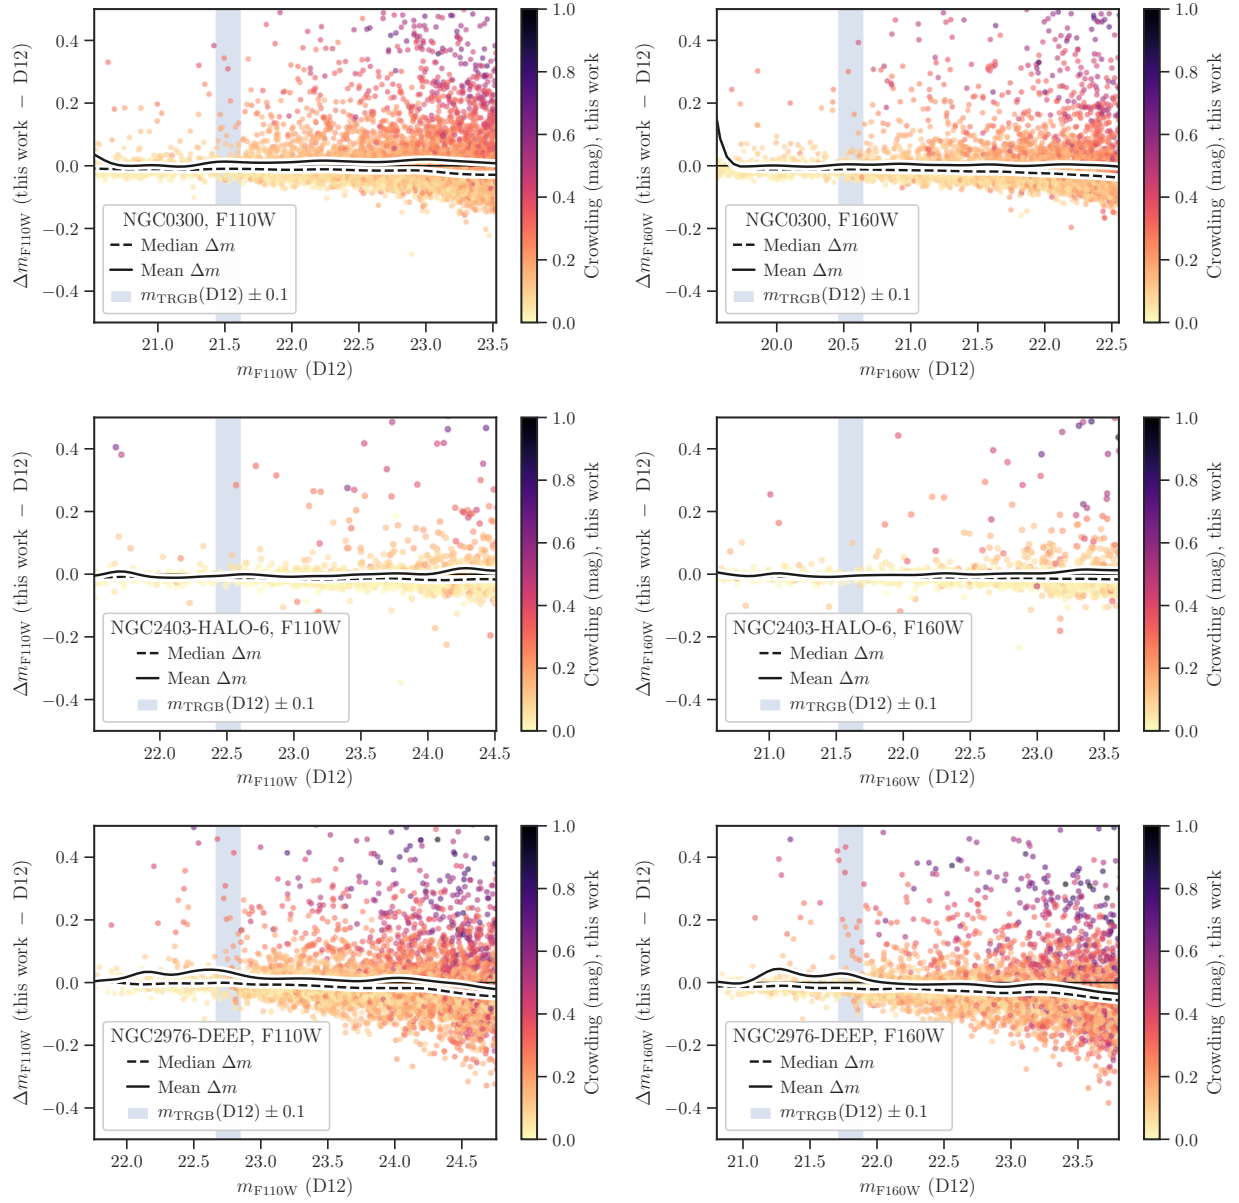 0.4
0.2
0.0
−0.2
−0.4
Δm_F110W (this work − D12)
NGC0300, F110W
Median Δm
Mean Δm
m_TRGB(D12) ± 0.1
21.0 21.5 22.0 22.5 23.0 23.5
m_F110W (D12)
1.0
0.8
0.6
0.4
0.2
0.0
Crowding (mag), this work
0.4
0.2
0.0
−0.2
−0.4
Δm_F160W (this work − D12)
NGC0300, F160W
Median Δm
Mean Δm
m_TRGB(D12) ± 0.1
20.0 20.5 21.0 21.5 22.0 22.5
m_F160W (D12)
1.0
0.8
0.6
0.4
0.2
0.0
Crowding (mag), this work
0.4
0.2
0.0
−0.2
−0.4
Δm_F110W (this work − D12)
NGC2403-HALO-6, F110W
Median Δm
Mean Δm
m_TRGB(D12) ± 0.1
22.0 22.5 23.0 23.5 24.0 24.5
m_F110W (D12)
1.0
0.8
0.6
0.4
0.2
0.0
Crowding (mag), this work
0.4
0.2
0.0
−0.2
−0.4
Δm_F160W (this work − D12)
NGC2403-HALO-6, F160W
Median Δm
Mean Δm
m_TRGB(D12) ± 0.1
21.0 21.5 22.0 22.5 23.0 23.5
m_F160W (D12)
1.0
0.8
0.6
0.4
0.2
0.0
Crowding (mag), this work
0.4
0.2
0.0
−0.2
−0.4
Δm_F110W (this work − D12)
NGC2976-DEEP, F110W
Median Δm
Mean Δm
m_TRGB(D12) ± 0.1
22.0 22.5 23.0 23.5 24.0 24.5
m_F110W (D12)
1.0
0.8
0.6
0.4
0.2
0.0
Crowding (mag), this work
0.4
0.2
0.0
−0.2
−0.4
Δm_F160W (this work − D12)
NGC2976-DEEP, F160W
Median Δm
Mean Δm
m_TRGB(D12) ± 0.1
21.0 21.5 22.0 22.5 23.0 23.5
m_F160W (D12)
1.0
0.8
0.6
0.4
0.2
0.0
Crowding (mag), this work